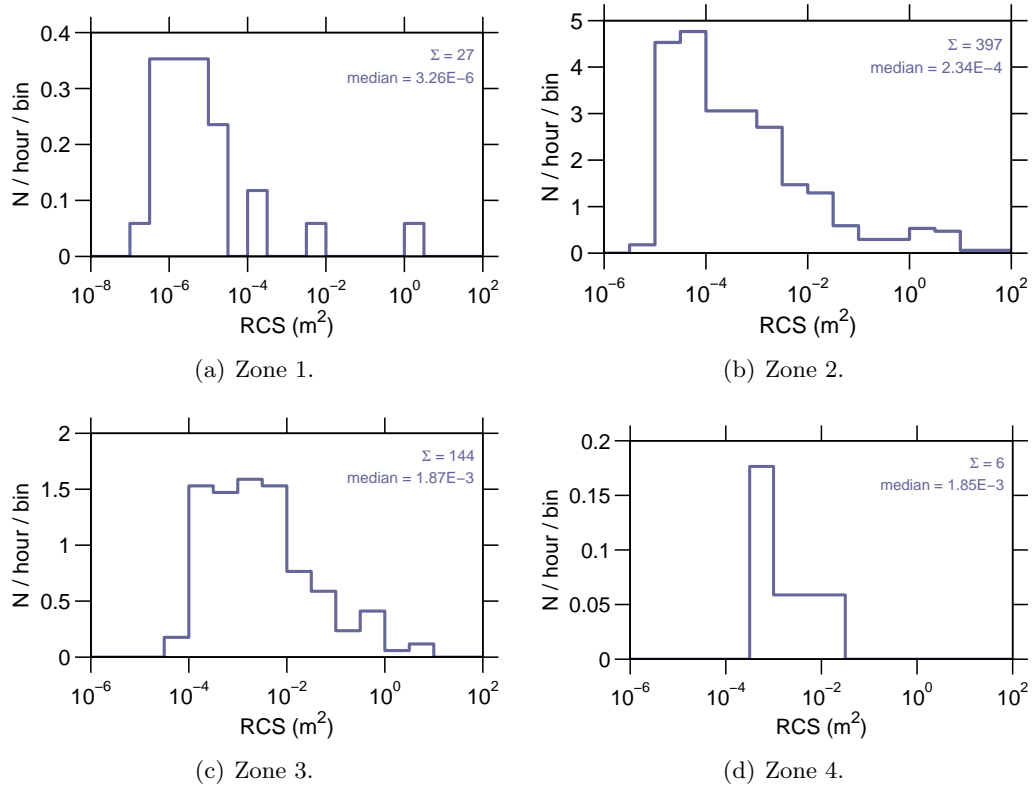 0.4
0.3
0.2
0.1
0
N / hour / bin
Σ = 27
median = 3.26E−6
10^−8 10^−6 10^−4 10^−2 10^0 10^2
RCS (m^2)
(a) Zone 1.
5
4
3
2
1
0
N / hour / bin
Σ = 397
median = 2.34E−4
10^−6 10^−4 10^−2 10^0 10^2
RCS (m^2)
(b) Zone 2.
2
1.5
1
0.5
0
N / hour / bin
Σ = 144
median = 1.87E−3
10^−6 10^−4 10^−2 10^0 10^2
RCS (m^2)
(c) Zone 3.
0.2
0.15
0.1
0.05
0
N / hour / bin
Σ = 6
median = 1.85E−3
10^−6 10^−4 10^−2 10^0 10^2
RCS (m^2)
(d) Zone 4.